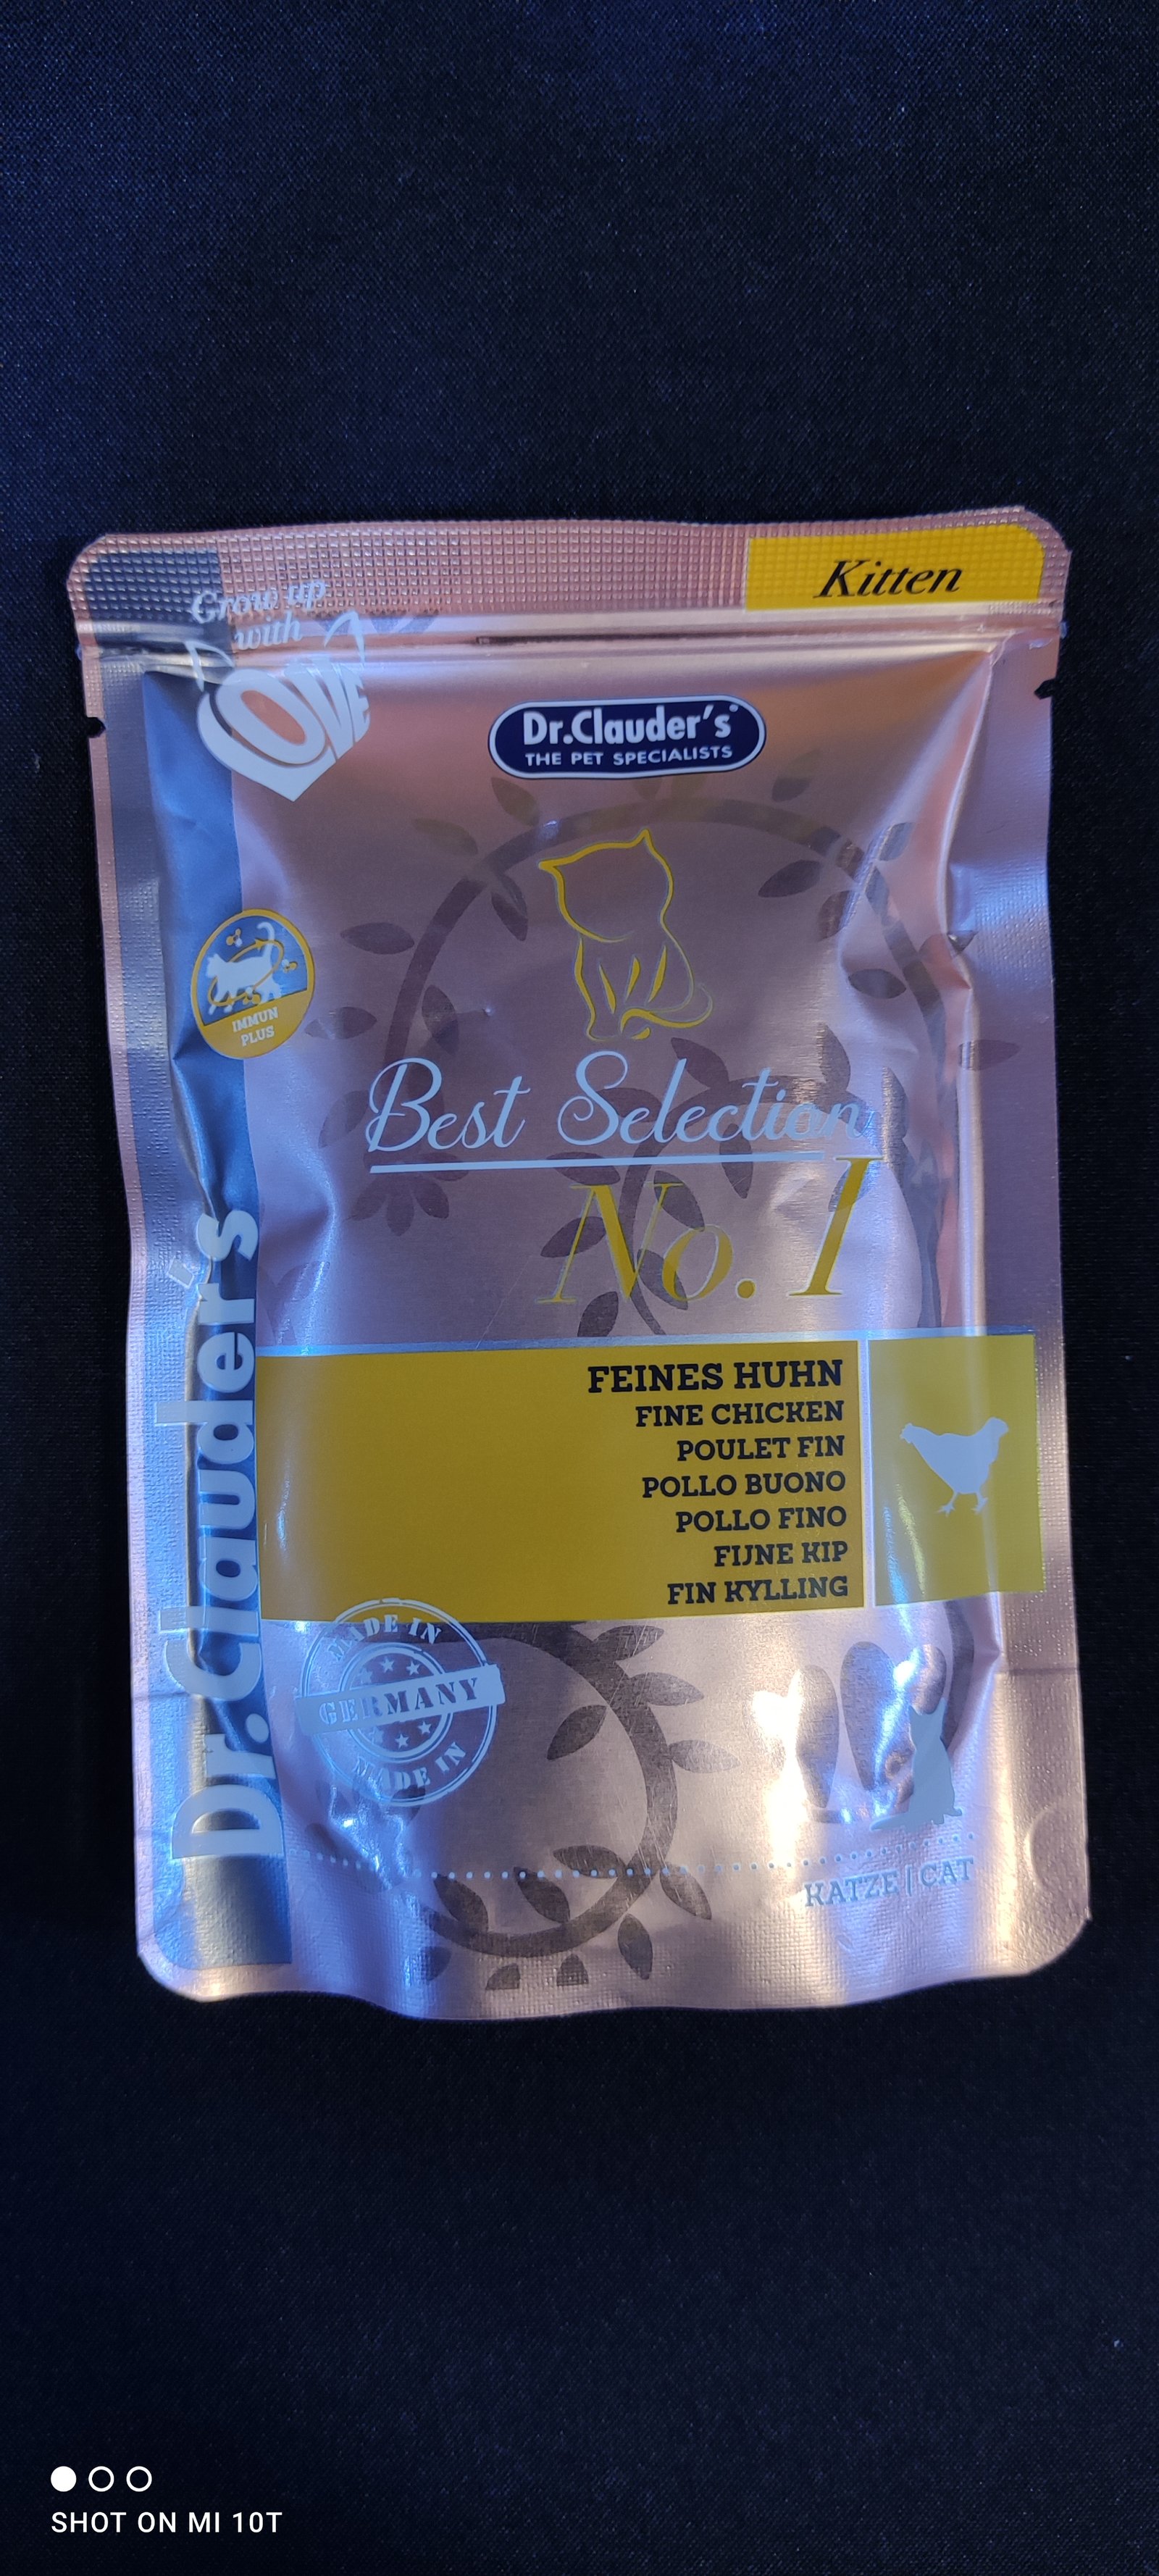 Kitten
Grow up
with
LOVE
Dr.Clauder's
THE PET SPECIALISTS
IMMUN
PLUS
Best Selection
No. 1
Dr. Clauder's
FEINES HUHN
FINE CHICKEN
POULET FIN
POLLO BUONO
POLLO FINO
FIJNE KIP
FIN KYLLING
MADE IN
GERMANY
MADE IN
KATZE | CAT
SHOT ON MI 10T